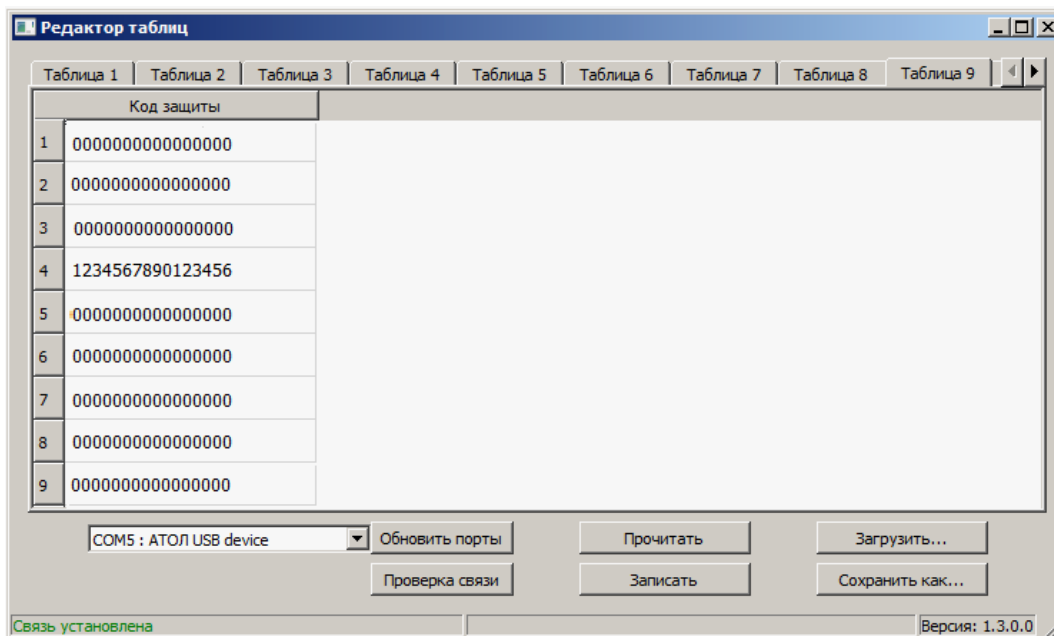 Редактор таблиц
Таблица 1 Таблица 2 Таблица 3 Таблица 4 Таблица 5 Таблица 6 Таблица 7 Таблица 8 Таблица 9
Код защиты
1 0000000000000000
2 0000000000000000
3 0000000000000000
4 1234567890123456
5 0000000000000000
6 0000000000000000
7 0000000000000000
8 0000000000000000
9 0000000000000000
COM5 : АТОЛ USB device Обновить порты Прочитать Загрузить...
Проверка связи Записать Сохранить как...
Связь установлена Версия: 1.3.0.0